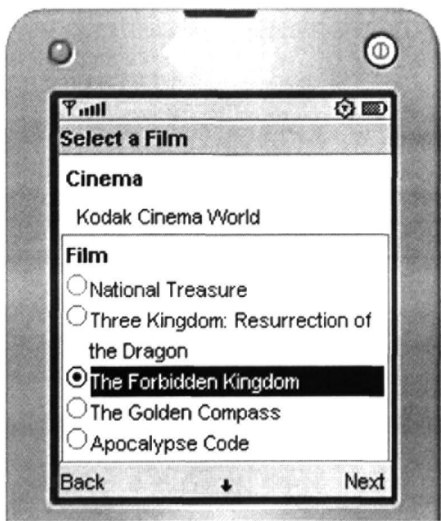 Select a Film
Cinema
Kodak Cinema World
Film
National Treasure
Three Kingdom: Resurrection of
the Dragon
The Forbidden Kingdom
The Golden Compass
Apocalypse Code
Back Next